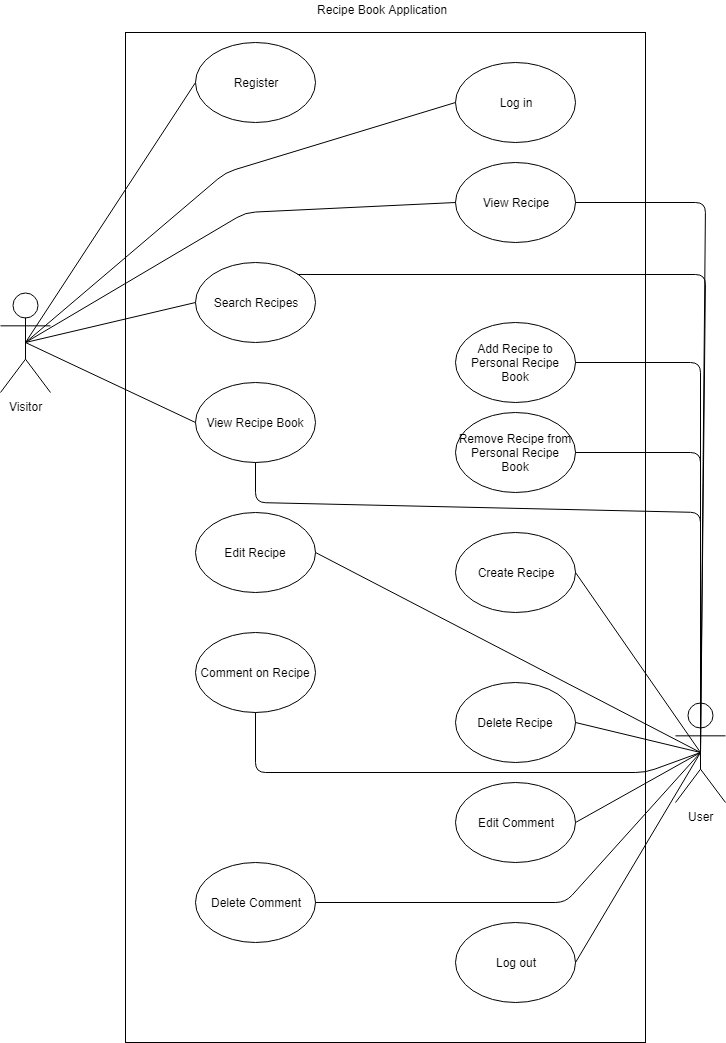 Recipe Book Application
Register
Log in
View Recipe
Search Recipes
Add Recipe to
Personal Recipe
Book
Visitor
View Recipe Book
Remove Recipe from
Personal Recipe
Book
Edit Recipe
Create Recipe
Comment on Recipe
Delete Recipe
User
Edit Comment
Delete Comment
Log out